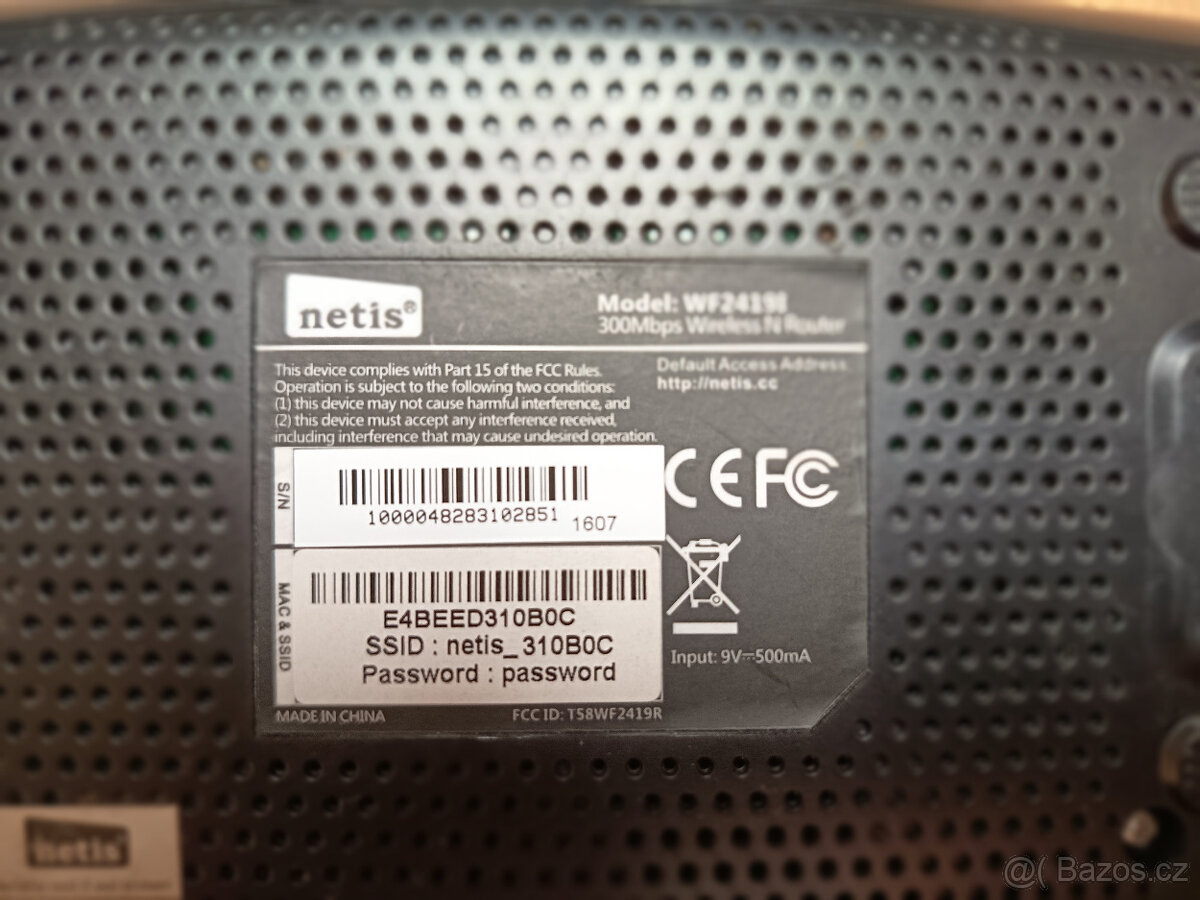 netis®
Model: WF2419I
300Mbps Wireless N Router
This device complies with Part 15 of the FCC Rules.
Operation is subject to the following two conditions:
(1) this device may not cause harmful interference, and
(2) this device must accept any interference received,
including interference that may cause undesired operation.
Default Access Address:
http://netis.cc
CE FC
S/N
1000048283102851 1607
MAC & SSID
E4BEED310B0C
SSID : netis_310B0C
Password : password
Input: 9V⎓500mA
MADE IN CHINA
FCC ID: T58WF2419R
netis
@( Bazos.cz